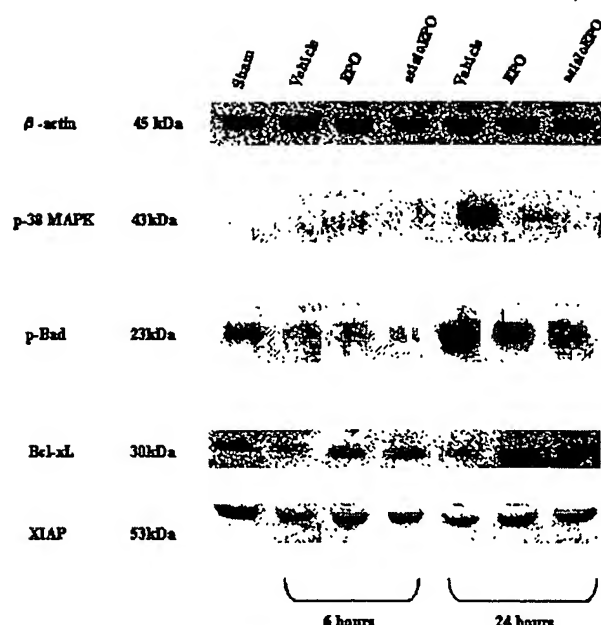 Sham Vehicle EPO asialoEPO Vehicle EPO asialoEPO
β-actin 45 kDa
p-38 MAPK 43kDa
p-Bad 23kDa
Bcl-xL 30kDa
XIAP 53kDa
6 hours 24 hours